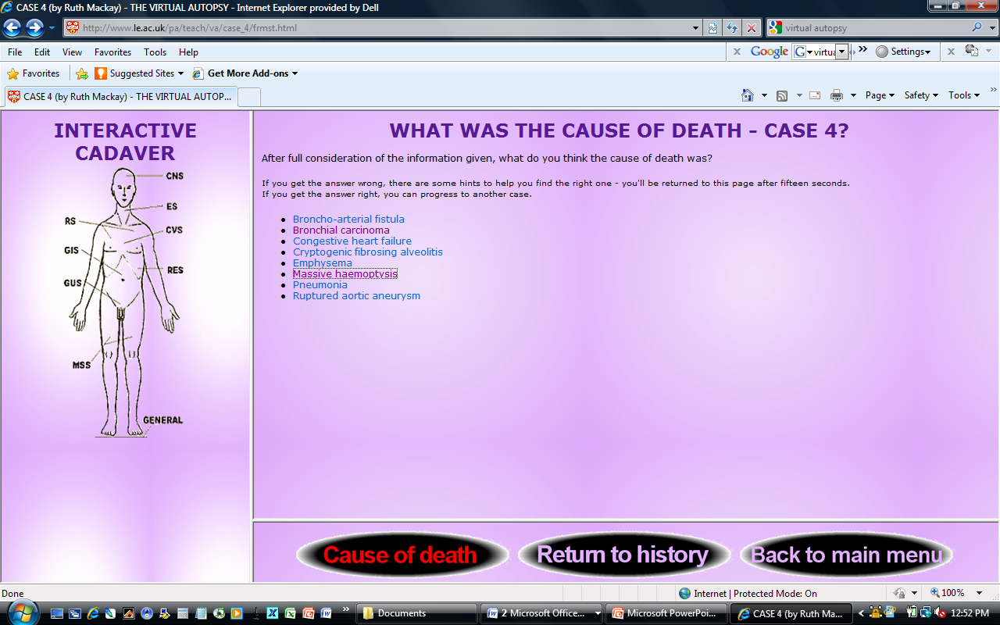 CASE 4 (by Ruth Mackay) - THE VIRTUAL AUTOPSY - Internet Explorer provided by Dell
http://www.le.ac.uk/pa/teach/va/case_4/frmst.html
virtual autopsy
File Edit View Favorites Tools Help
Google G virtua Settings
Favorites Suggested Sites Get More Add-ons
CASE 4 (by Ruth Mackay) - THE VIRTUAL AUTOP...
Page Safety Tools
INTERACTIVE
CADAVER
CNS
ES
RS
CVS
GIS
RES
GUS
MSS
GENERAL
WHAT WAS THE CAUSE OF DEATH - CASE 4?
After full consideration of the information given, what do you think the cause of death was?
If you get the answer wrong, there are some hints to help you find the right one - you'll be returned to this page after fifteen seconds.
If you get the answer right, you can progress to another case.
Broncho-arterial fistula
Bronchial carcinoma
Congestive heart failure
Cryptogenic fibrosing alveolitis
Emphysema
Massive haemoptysis
Pneumonia
Ruptured aortic aneurysm
Cause of death Return to history Back to main menu
Done Internet | Protected Mode: On 100%
Documents 2 Microsoft Office... Microsoft PowerPoi... CASE 4 (by Ruth Ma... 12:52 PM